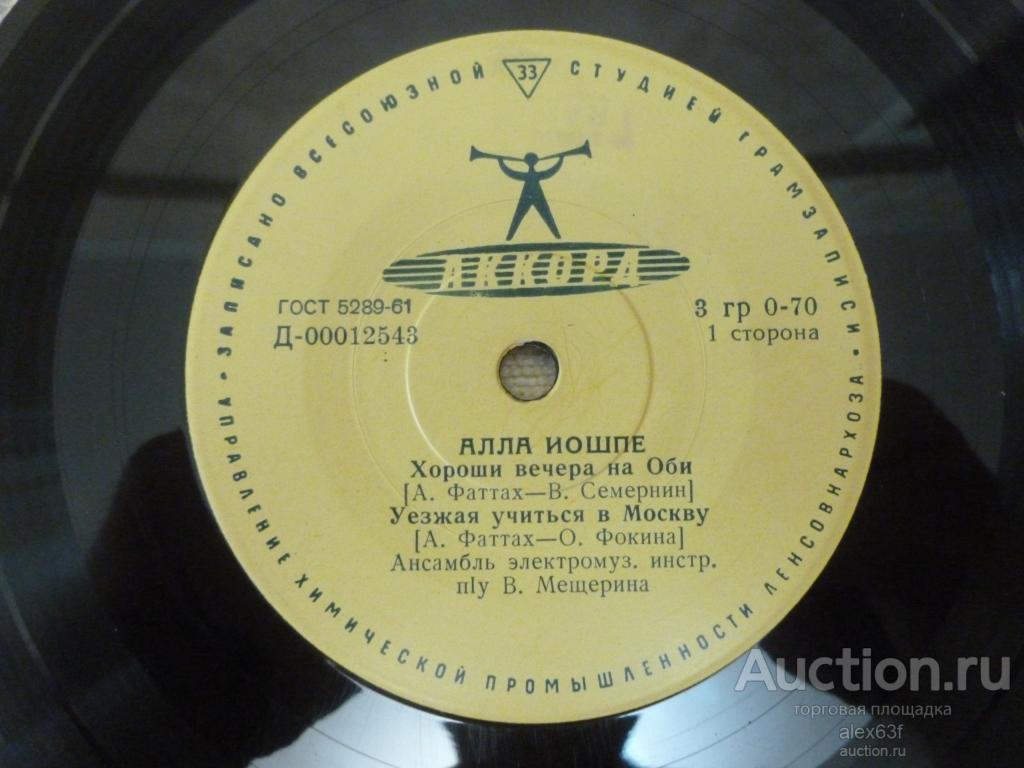 ЗАПИСАНО ВСЕСОЮЗНОЙ СТУДИЕЙ ГРАМЗАПИСИ
33
АККОРД
ГОСТ 5289-61
Д-00012543
3 гр 0-70
1 сторона
АЛЛА ИОШПЕ
Хороши вечера на Оби
[А. Фаттах—В. Семернин]
Уезжая учиться в Москву
[А. Фаттах—О. Фокина]
Ансамбль электромуз. инстр.
п|у В. Мещерина
УПРАВЛЕНИЕ ХИМИЧЕСКОЙ ПРОМЫШЛЕННОСТИ ЛЕНСОВНАРХОЗА
Auction.ru
торговая площадка
alex63f
auction.ru